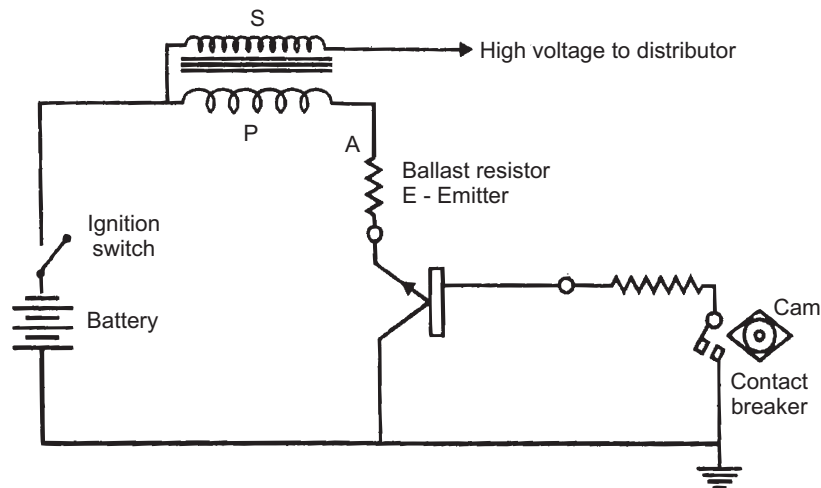 S
High voltage to distributor
P
A
Ballast resistor
E - Emitter
Ignition
switch
Battery
Cam
Contact
breaker